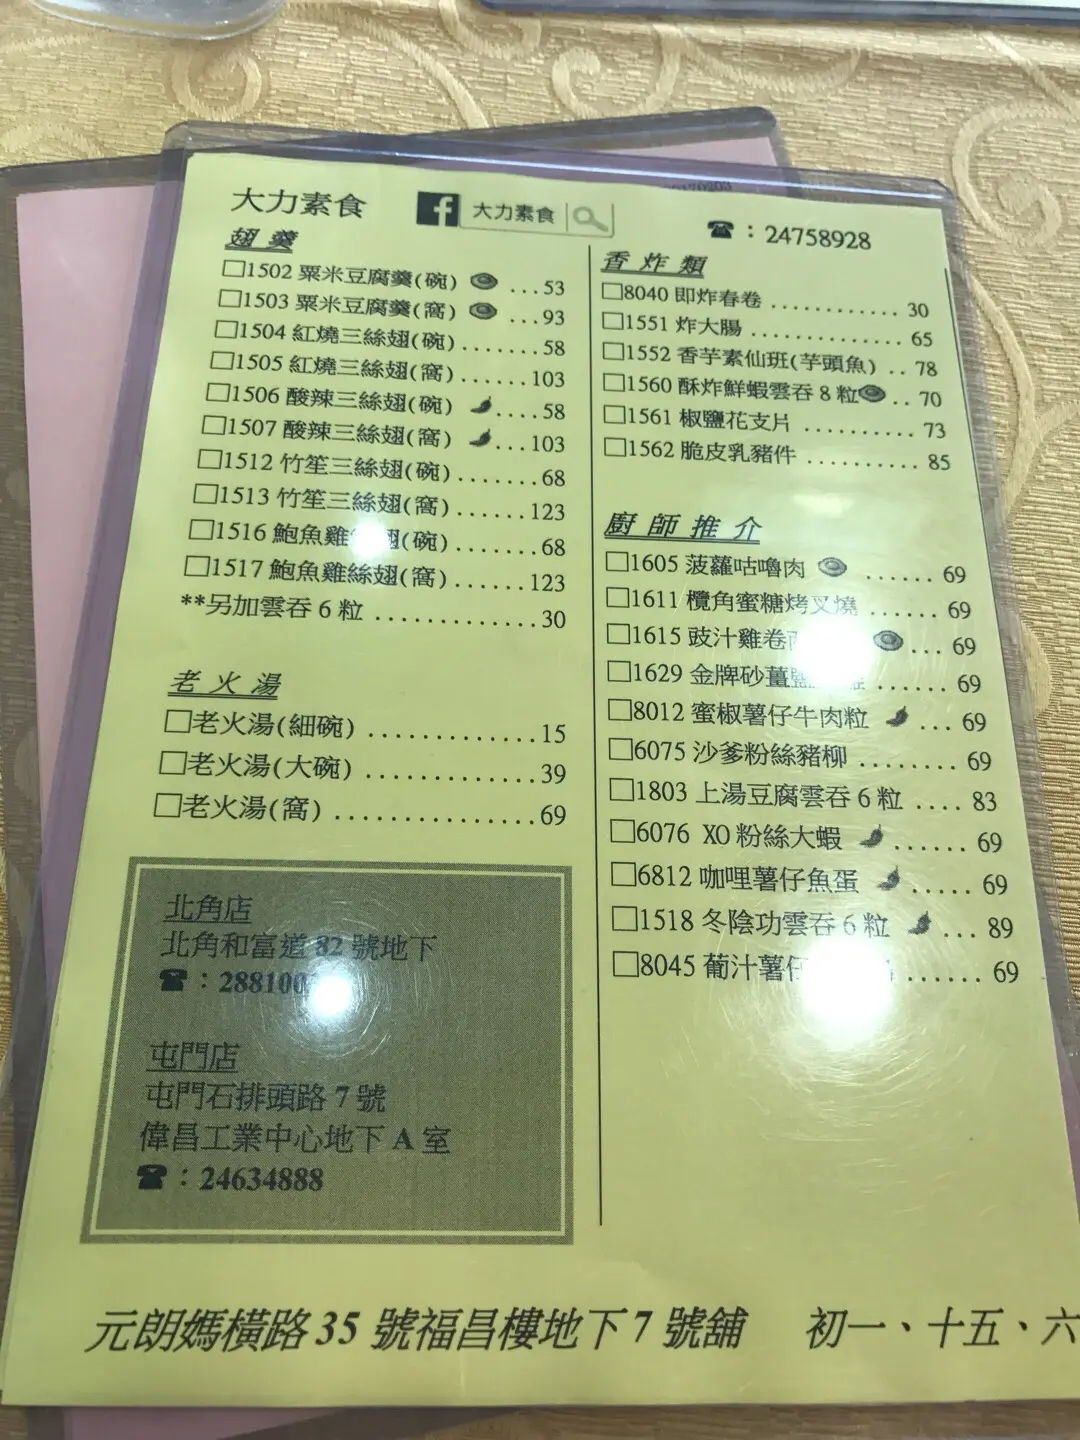 大力素食
大力素食
☎：24758928
翅羹
□1502 粟米豆腐羹(碗) ...53
□1503 粟米豆腐羹(窩) ...93
□1504 紅燒三絲翅(碗).......58
□1505 紅燒三絲翅(窩)......103
□1506 酸辣三絲翅(碗) ....58
□1507 酸辣三絲翅(窩) ...103
□1512 竹笙三絲翅(碗).......68
□1513 竹笙三絲翅(窩)......123
□1516 鮑魚雞 翅(碗).......68
□1517 鮑魚雞絲翅(窩)......123
**另加雲吞 6 粒 ..............30
老火湯
□老火湯(細碗) .............15
□老火湯(大碗) .............39
□老火湯(窩) ................69
北角店
北角和富道 82 號地下
☎：288100
屯門店
屯門石排頭路 7 號
偉昌工業中心地下 A 室
☎：24634888
香炸類
□8040 即炸春卷 ............ 30
□1551 炸大腸 .............. 65
□1552 香芋素仙班(芋頭魚) .. 78
□1560 酥炸鮮蝦雲吞 8 粒 .. 70
□1561 椒鹽花支片 .......... 73
□1562 脆皮乳豬件 .......... 85
廚師推介
□1605 菠蘿咕嚕肉 ...... 69
□1611 欖角蜜糖烤叉燒 ...... 69
□1615 豉汁雞卷 ... 69
□1629 金牌砂薑 ...... 69
□8012 蜜椒薯仔牛肉粒 ... 69
□6075 沙爹粉絲豬柳 ........ 69
□1803 上湯豆腐雲吞 6 粒 .... 83
□6076 XO 粉絲大蝦 ...... 69
□6812 咖哩薯仔魚蛋 ..... 69
□1518 冬陰功雲吞 6 粒 ... 89
□8045 葡汁薯仔 ...... 69
元朗媽橫路 35 號福昌樓地下 7 號舖 初一、十五、六